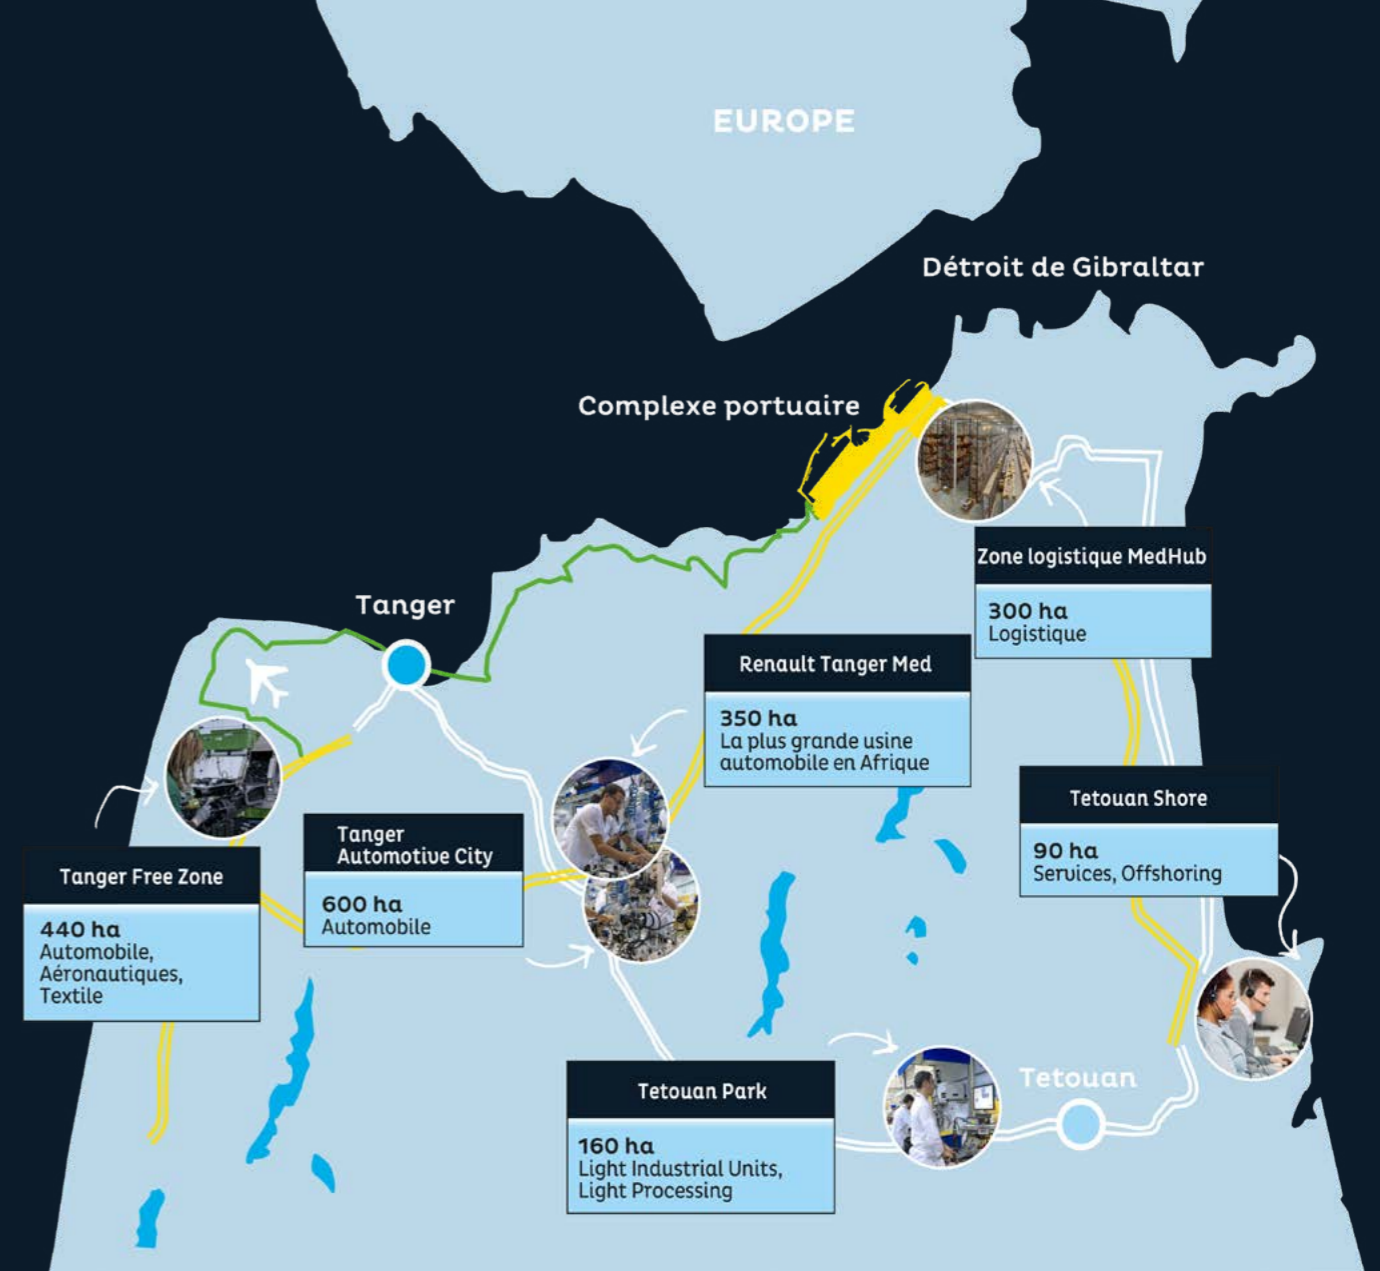 EUROPE
Détroit de Gibraltar
Complexe portuaire
Zone logistique MedHub
300 ha
Logistique
Tanger
Renault Tanger Med
350 ha
La plus grande usine
automobile en Afrique
Tetouan Shore
90 ha
Services, Offshoring
Tanger
Automotive City
600 ha
Automobile
Tanger Free Zone
440 ha
Automobile,
Aéronautiques,
Textile
Tetouan Park
160 ha
Light Industrial Units,
Light Processing
Tetouan